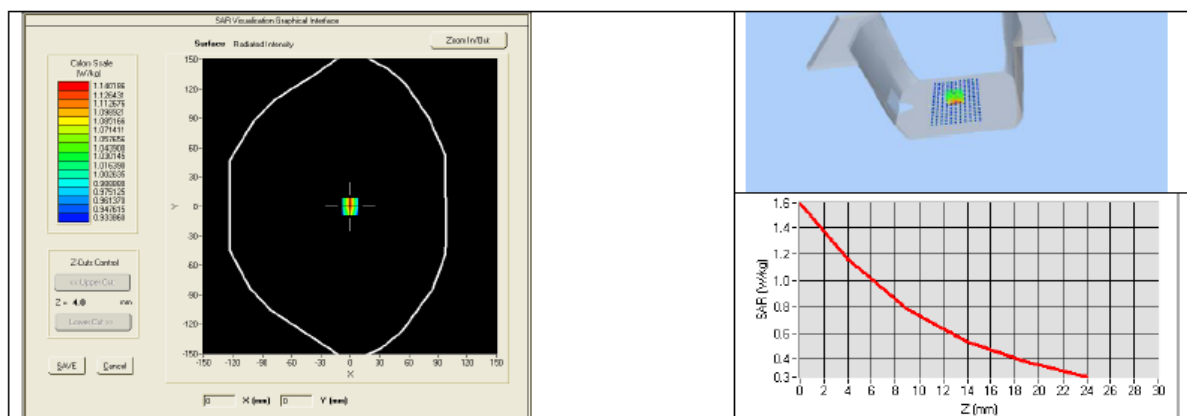 SAR Visualisation Graphical Interface
Surface Radiated Intensity
Zoom In/Out
Colors Scale
(W/kg)
1.140186
1.126431
1.112676
1.098921
1.085166
1.071411
1.057656
1.043900
1.030145
1.016390
1.002635
0.988880
0.975125
0.961370
0.947615
0.933860
Z-Cuts Control
<< Upper Cut
Z = 4.0 mm
Lower Cut >>
SAVE Cancel
Y
150
120
90
60
30
0
-30
-60
-90
-120
-150
-150 -120 -90 -60 -30 0 30 60 90 120 150
X
0 X (mm) 0 Y (mm)
SAR (W/kg)
1.6
1.4
1.2
1.0
0.8
0.6
0.4
0.3
0 2 4 6 8 10 12 14 16 18 20 22 24 26 28 30
Z (mm)